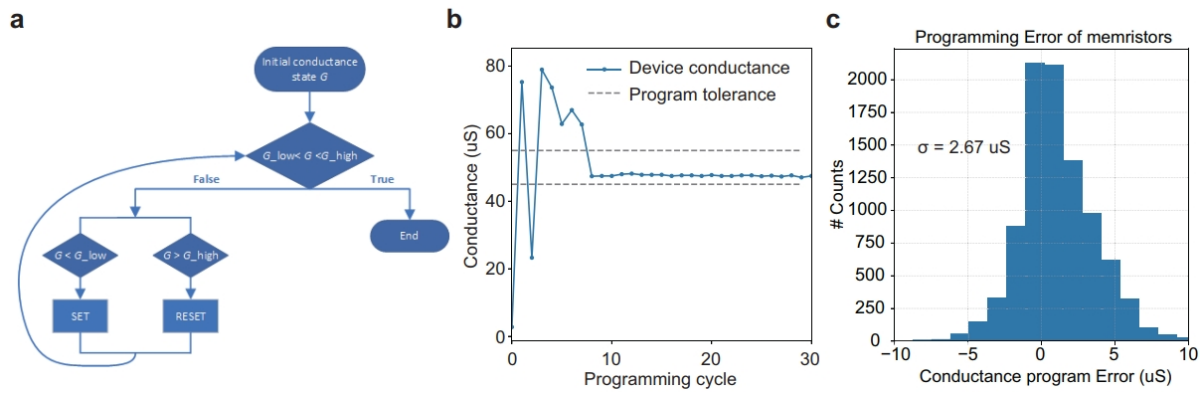 a
Initial conductance
state G
G_low< G <G_high
False
True
End
G < G_low
G > G_high
SET
RESET
b
Device conductance
Program tolerance
80
60
40
20
0
Conductance (uS)
0
10
20
30
Programming cycle
c
Programming Error of memristors
σ = 2.67 uS
2000
1750
1500
1250
1000
750
500
250
0
# Counts
−10
−5
0
5
10
Conductance program Error (uS)